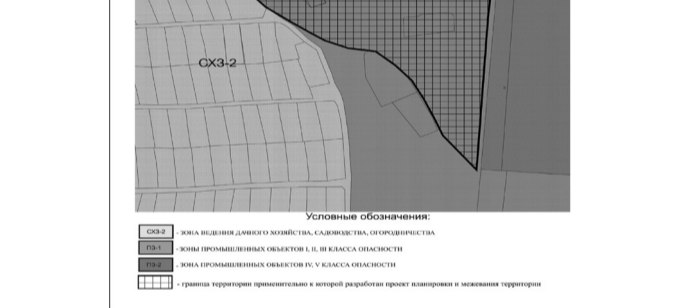 СХЗ-2
Условные обозначения:
СХЗ-2 - ЗОНА ВЕДЕНИЯ ДАЧНОГО ХОЗЯЙСТВА, САДОВОДСТВА, ОГОРОДНИЧЕСТВА
ПЗ-1 - ЗОНЫ ПРОМЫШЛЕННЫХ ОБЪЕКТОВ I, II, III КЛАССА ОПАСНОСТИ
ПЗ-2 - ЗОНА ПРОМЫШЛЕННЫХ ОБЪЕКТОВ IV, V КЛАССА ОПАСНОСТИ
- граница территории применительно к которой разработан проект планировки и межевания территории